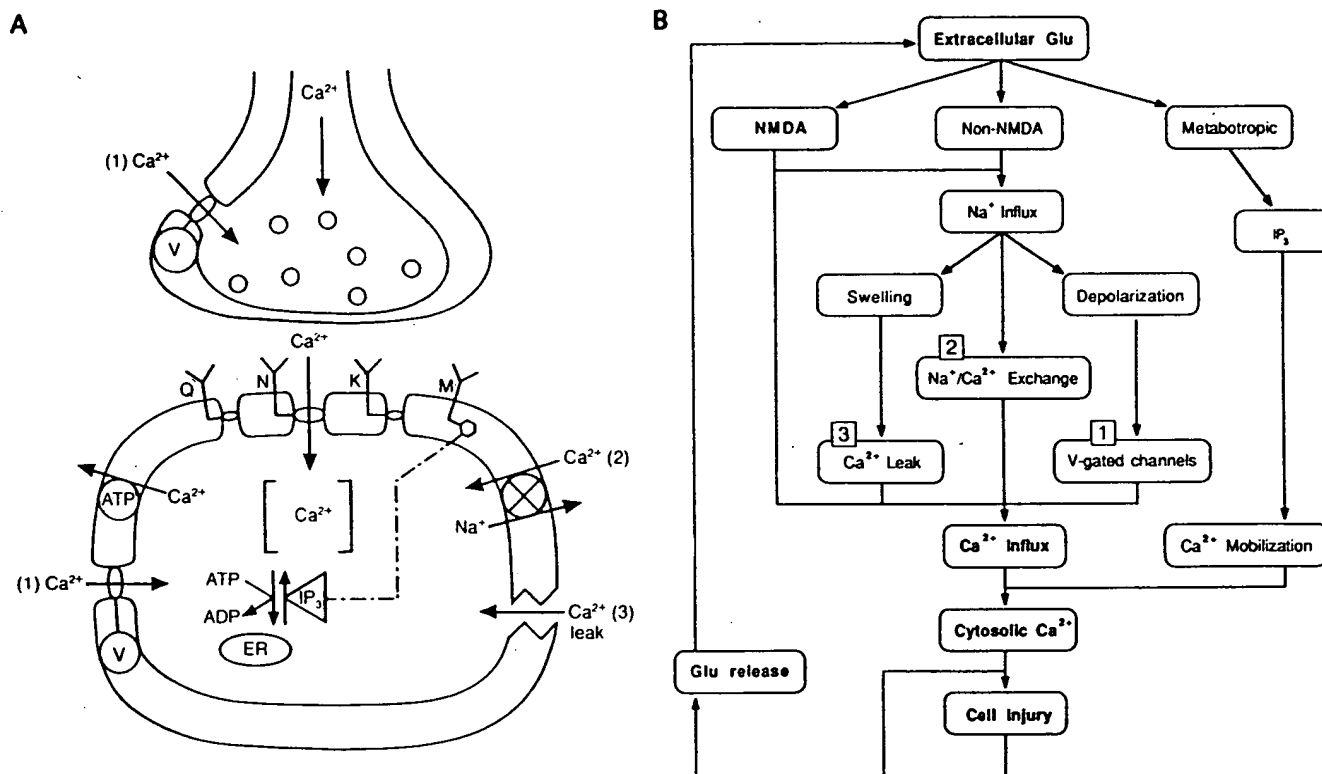 A
Ca²⁺
(1) Ca²⁺
V
Ca²⁺
Q
N
K
M
Ca²⁺ (2)
ATP
Ca²⁺
Ca²⁺
Na⁺
(1) Ca²⁺
ATP
IP₃
ADP
Ca²⁺ (3)
leak
ER
V
B
Extracellular Glu
NMDA
Non-NMDA
Metabotropic
Na⁺ Influx
IP₃
Swelling
Depolarization
2
Na⁺/Ca²⁺ Exchange
3
Ca²⁺ Leak
1
V-gated channels
Ca²⁺ Influx
Ca²⁺ Mobilization
Cytosolic Ca²⁺
Glu release
Cell Injury